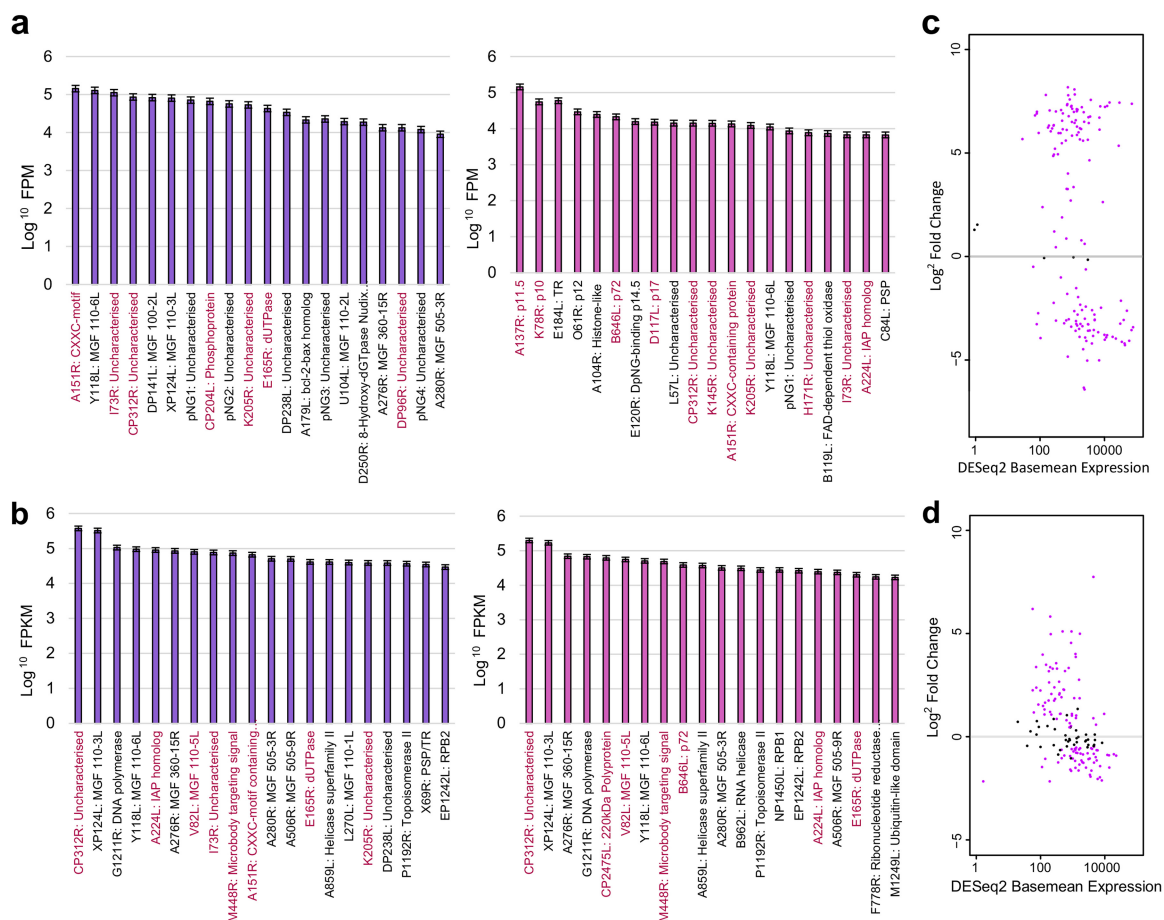 a
Log10 FPM
6
5
4
3
2
1
0
A151R: CXXC-motif
Y118L: MGF 110-6L
I73R: Uncharacterised
CP312R: Uncharacterised
DP141L: MGF 100-2L
XP124L: MGF 110-3L
pNG1: Uncharacterised
CP204L: Phosphoprotein
pNG2: Uncharacterised
K205R: Uncharacterised
E165R: dUTPase
DP238L: Uncharacterised
A179L: bcl-2-bax homolog
pNG3: Uncharacterised
U104L: MGF 110-2L
D250R: 8-Hydroxy-dGTpase Nudix...
A276R: MGF 360-15R
DP96R: Uncharacterised
pNG4: Uncharacterised
A280R: MGF 505-3R
Log10 FPM
6
5
4
3
2
1
0
A137R: p11.5
K78R: p10
E184L: TR
O61R: p12
A104R: Histone-like
B646L: p72
E120R: DpNG-binding p14.5
D117L: p17
L57L: Uncharacterised
CP312R: Uncharacterised
K145R: Uncharacterised
A151R: CXXC-containing protein
K205R: Uncharacterised
Y118L: MGF 110-6L
pNG1: Uncharacterised
H171R: Uncharacterised
B119L: FAD-dependent thiol oxidase
I73R: Uncharacterised
A224L: IAP homolog
C84L: PSP
c
Log2 Fold Change
10
5
0
-5
1
100
10000
DESeq2 Basemean Expression
b
Log10 FPKM
6
5
4
3
2
1
0
CP312R: Uncharacterised
XP124L: MGF 110-3L
G1211R: DNA polymerase
Y118L: MGF 110-6L
A224L: IAP homolog
A276R: MGF 360-15R
V82L: MGF 110-5L
I73R: Uncharacterised
M448R: Microbody targeting signal
A151R: CXXC-motif containing...
A280R: MGF 505-3R
A506R: MGF 505-9R
E165R: dUTPase
A859L: Helicase superfamily II
LL270L: MGF 110-1L
K205R: Uncharacterised
DP238L: Uncharacterised
P1192R: Topoisomerase II
X69R: PSP/TR
EP1242L: RPB2
Log10 FPKM
6
5
4
3
2
1
0
CP312R: Uncharacterised
XP124L: MGF 110-3L
A276R: MGF 360-15R
G1211R: DNA polymerase
CP2475L: 220kDa Polyprotein
V82L: MGF 110-5L
Y118L: MGF 110-6L
M448R: Microbody targeting signal
B646L: p72
A859L: Helicase superfamily II
A280R: MGF 505-3R
B962L: RNA helicase
P1192R: Topoisomerase II
NP1450L: RPB1
EP1242L: RPB2
A224L: IAP homolog
A506R: MGF 505-9R
E165R: dUTPase
F778R: Ribonucleotide reductase...
M1249L: Ubiquitin-like domain
d
Log2 Fold Change
10
5
0
-5
1
100
10000
DESeq2 Basemean Expression